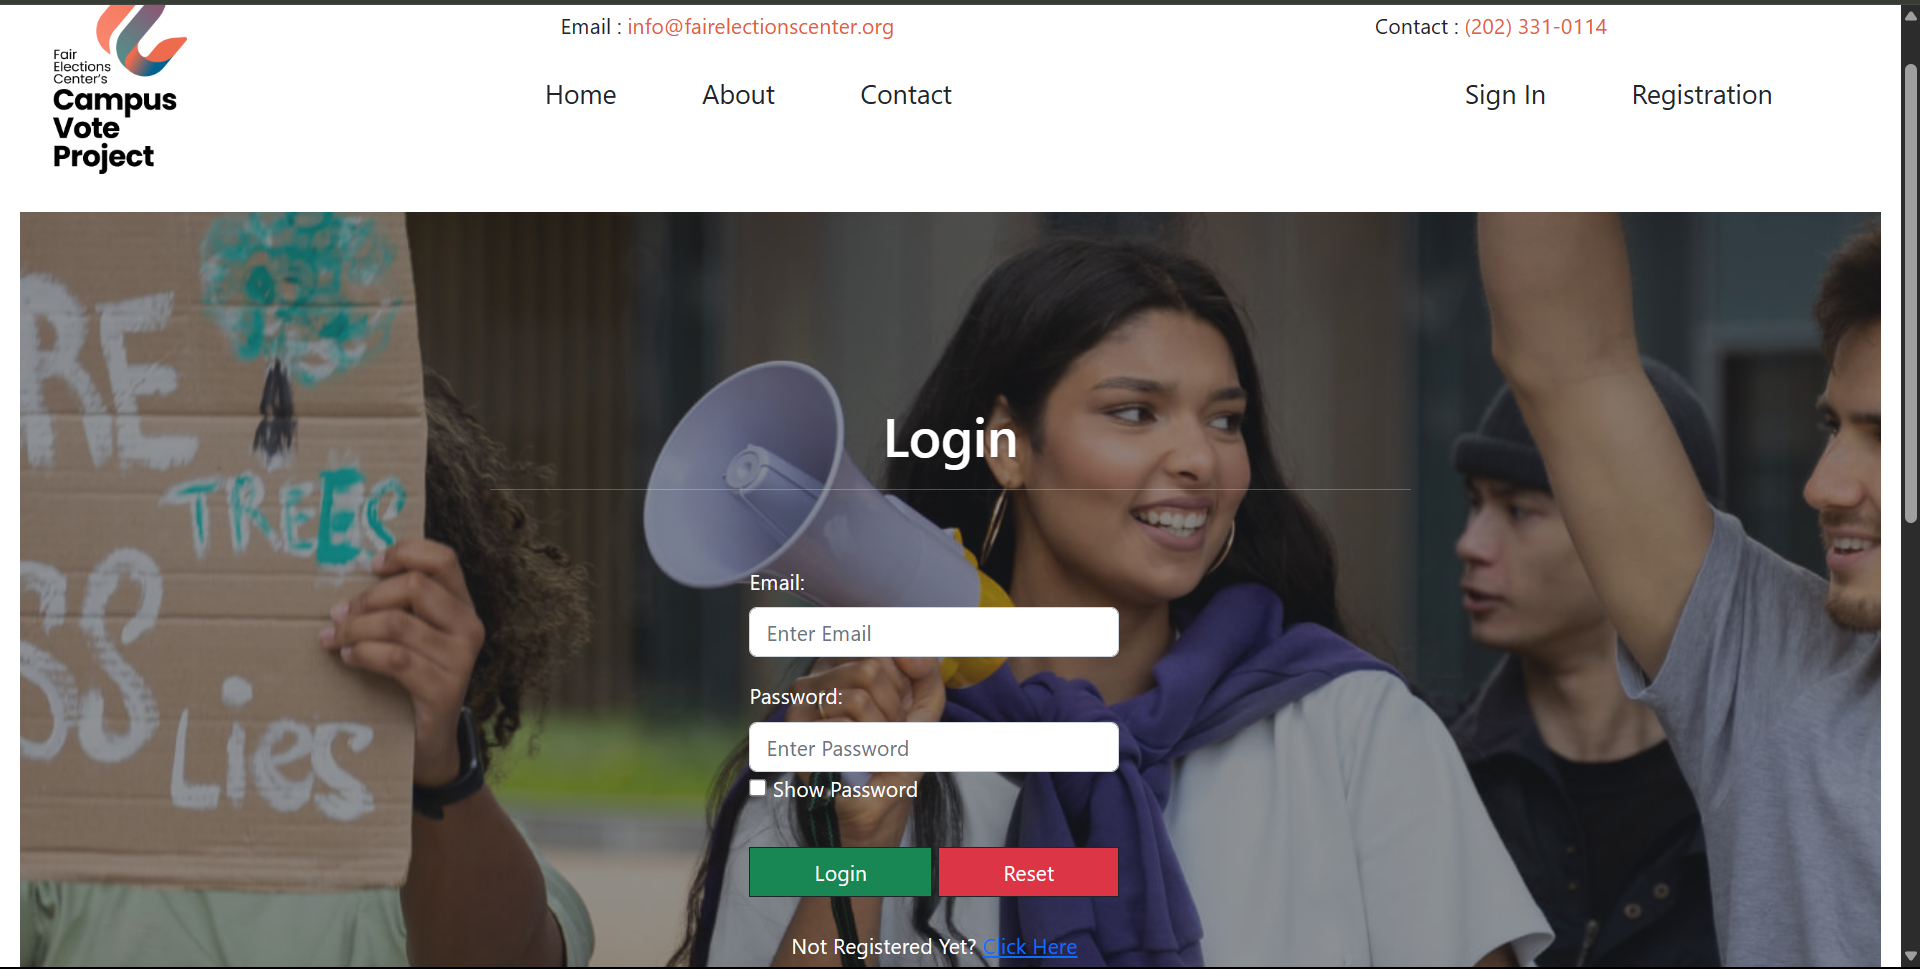 Email : info@fairelectionscenter.org
Contact : (202) 331-0114
Fair
Elections
Center's
Campus
Vote
Project
Home About Contact Sign In Registration
RE
TREES
SS
Lies
Login
Email:
Enter Email
Password:
Enter Password
Show Password
Login Reset
Not Registered Yet? Click Here